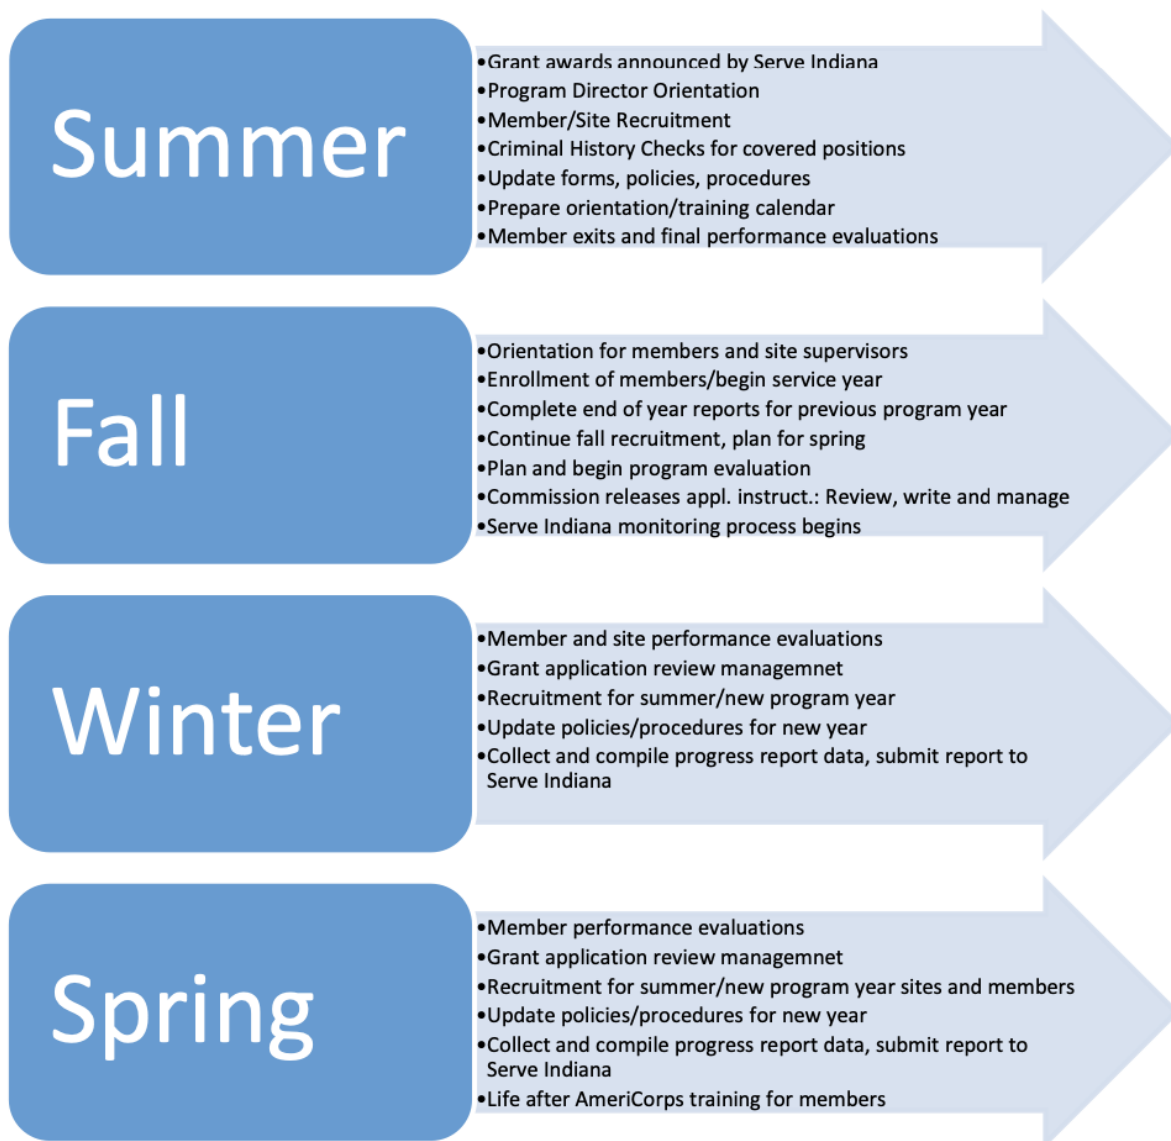 Summer
•Grant awards announced by Serve Indiana
•Program Director Orientation
•Member/Site Recruitment
•Criminal History Checks for covered positions
•Update forms, policies, procedures
•Prepare orientation/training calendar
•Member exits and final performance evaluations
Fall
•Orientation for members and site supervisors
•Enrollment of members/begin service year
•Complete end of year reports for previous program year
•Continue fall recruitment, plan for spring
•Plan and begin program evaluation
•Commission releases appl. instruct.: Review, write and manage
•Serve Indiana monitoring process begins
Winter
•Member and site performance evaluations
•Grant application review managemnet
•Recruitment for summer/new program year
•Update policies/procedures for new year
•Collect and compile progress report data, submit report to
Serve Indiana
Spring
•Member performance evaluations
•Grant application review managemnet
•Recruitment for summer/new program year sites and members
•Update policies/procedures for new year
•Collect and compile progress report data, submit report to
Serve Indiana
•Life after AmeriCorps training for members